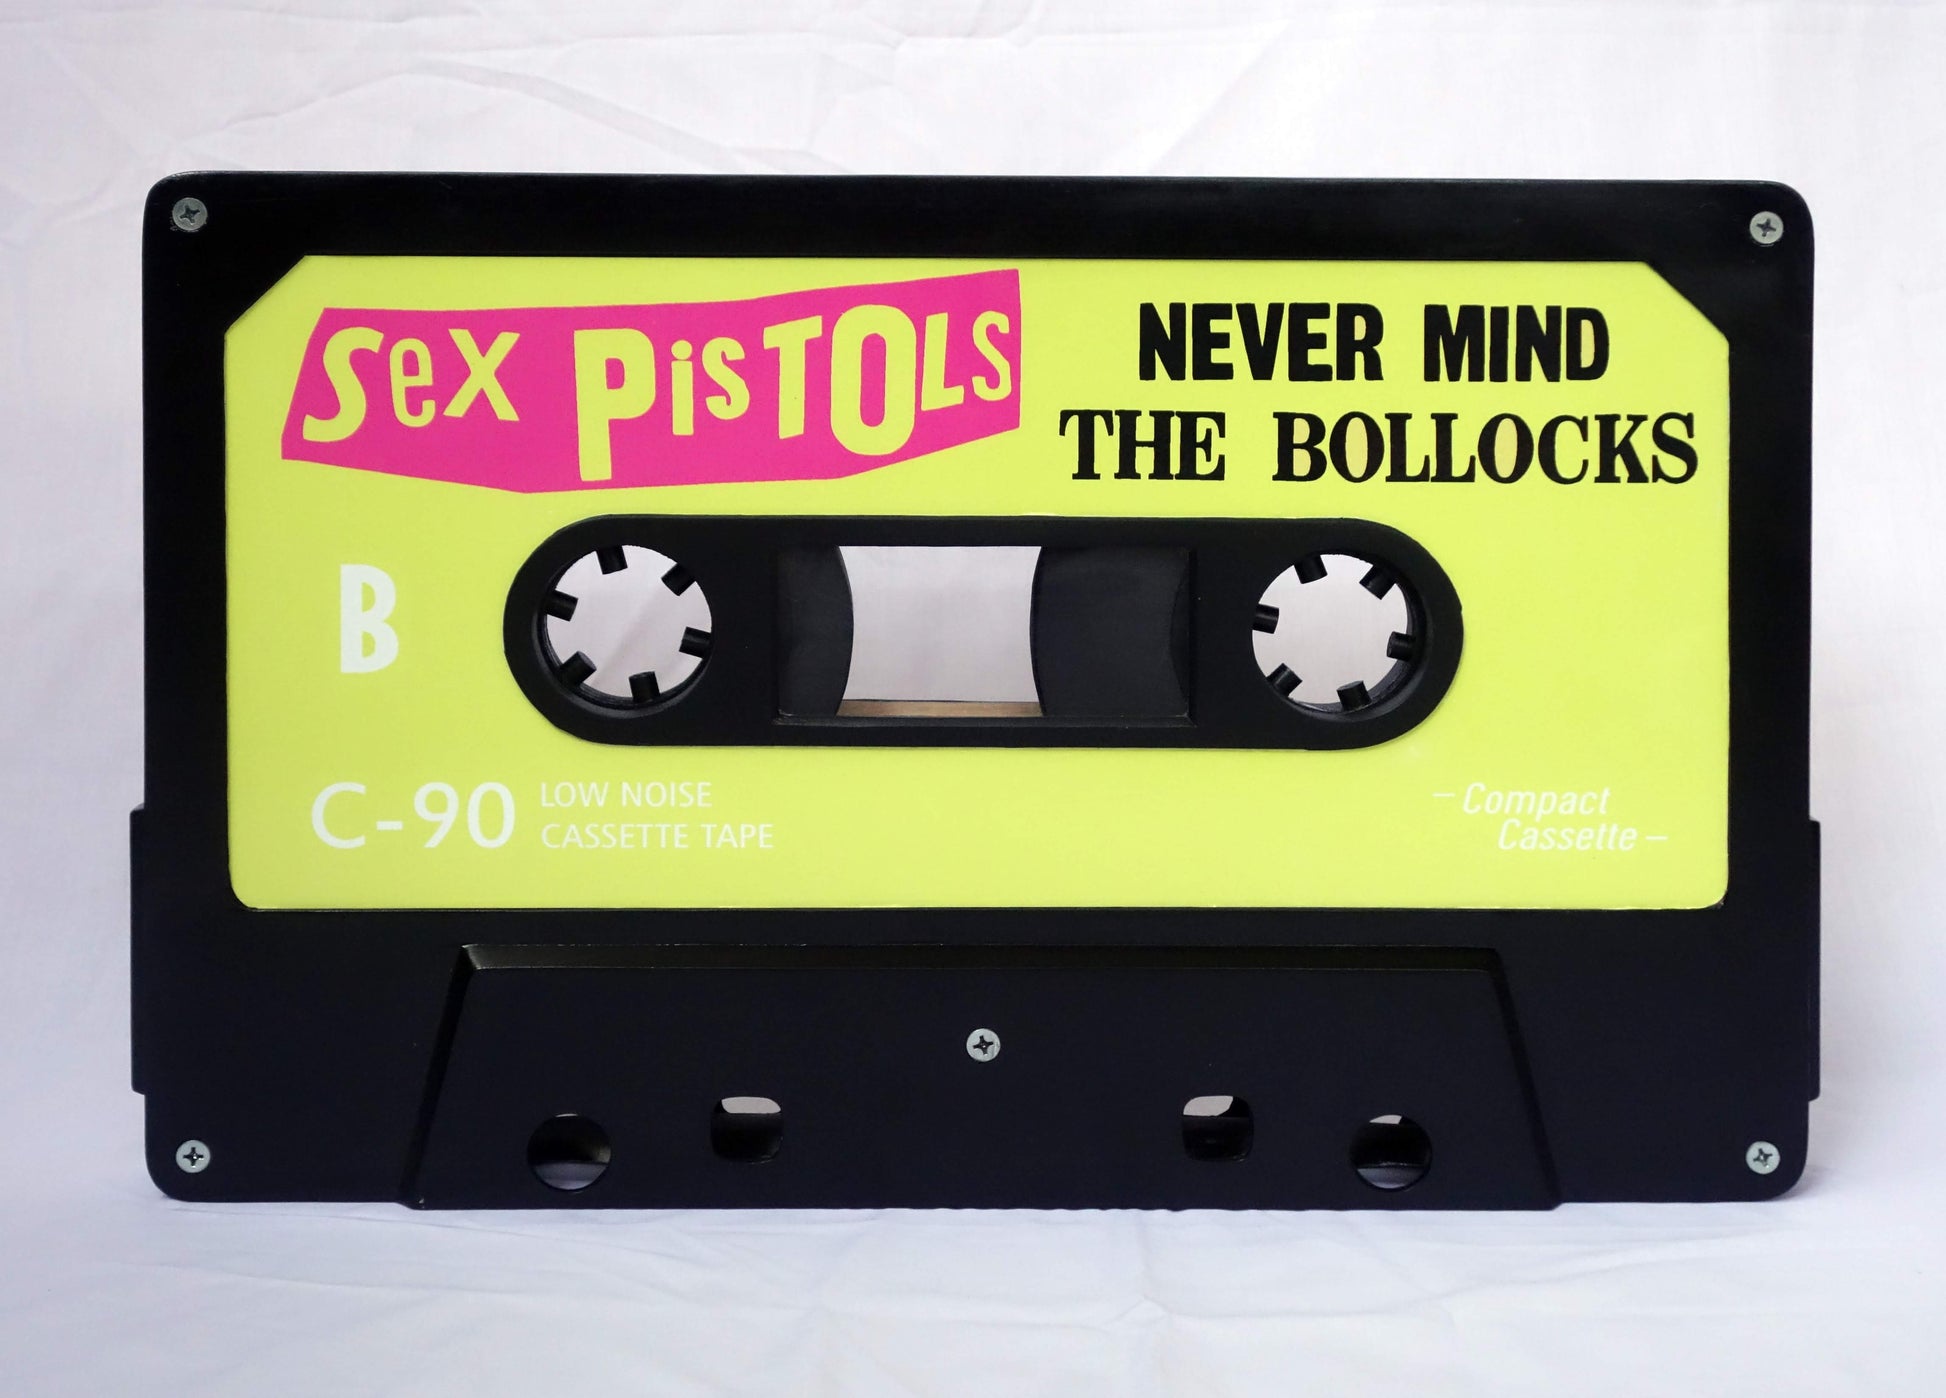 Sex PisTOLS
NEVER MIND
THE BOLLOCKS
B
C-90
LOW NOISE
CASSETTE TAPE
–Compact
Cassette–